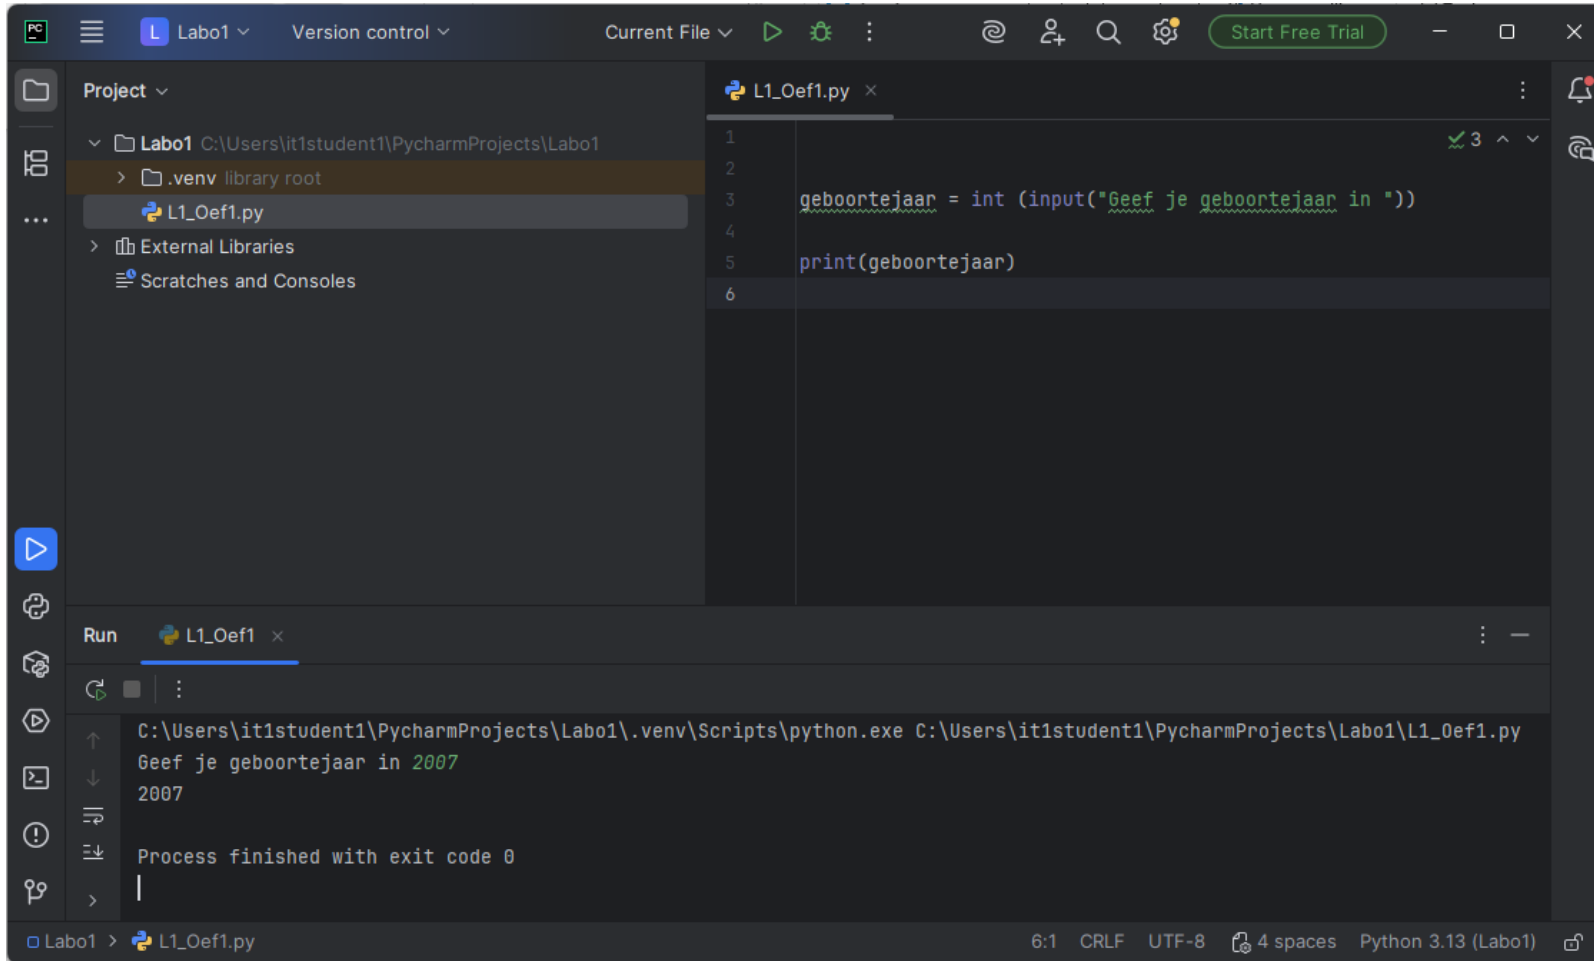 PC
L Labo1 Version control Current File Start Free Trial
Project
L1_Oef1.py
Labo1 C:\Users\it1student1\PycharmProjects\Labo1
.venv library root
L1_Oef1.py
External Libraries
Scratches and Consoles
1
3
2
3 geboortejaar = int (input("Geef je geboortejaar in "))
4
5 print(geboortejaar)
6
Run L1_Oef1
C:\Users\it1student1\PycharmProjects\Labo1\.venv\Scripts\python.exe C:\Users\it1student1\PycharmProjects\Labo1\L1_Oef1.py
Geef je geboortejaar in 2007
2007
Process finished with exit code 0
Labo1 > L1_Oef1.py 6:1 CRLF UTF-8 4 spaces Python 3.13 (Labo1)